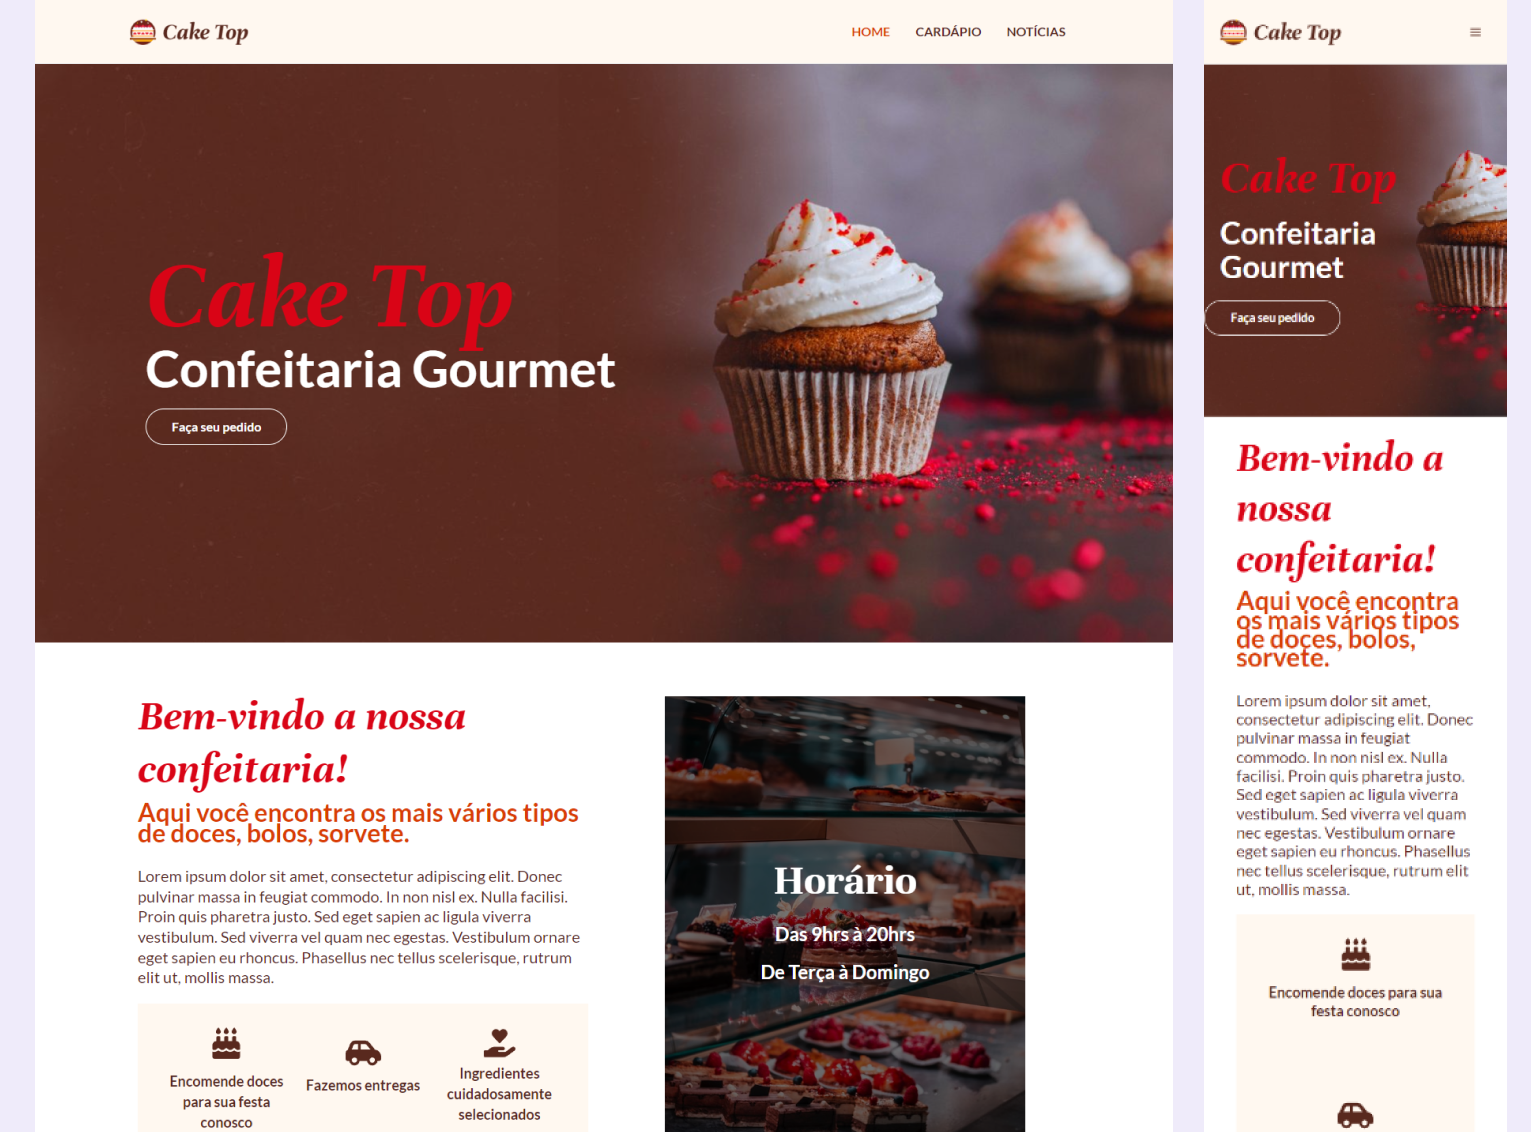 Cake Top
HOME CARDÁPIO NOTÍCIAS
Cake Top
Confeitaria Gourmet
Faça seu pedido
Bem-vindo a nossa
confeitaria!
Aqui você encontra os mais vários tipos
de doces, bolos, sorvete.
Lorem ipsum dolor sit amet, consectetur adipiscing elit. Donec
pulvinar massa in feugiat commodo. In non nisl ex. Nulla facilisi.
Proin quis pharetra justo. Sed eget sapien ac ligula viverra
vestibulum. Sed viverra vel quam nec egestas. Vestibulum ornare
eget sapien eu rhoncus. Phasellus nec tellus scelerisque, rutrum
elit ut, mollis massa.
Encomende doces
para sua festa
conosco
Fazemos entregas
Ingredientes
cuidadosamente
selecionados
Horário
Das 9hrs à 20hrs
De Terça à Domingo
Cake Top
Cake Top
Confeitaria
Gourmet
Faça seu pedido
Bem-vindo a
nossa
confeitaria!
Aqui você encontra
os mais vários tipos
de doces, bolos,
sorvete.
Lorem ipsum dolor sit amet,
consectetur adipiscing elit. Donec
pulvinar massa in feugiat
commodo. In non nisl ex. Nulla
facilisi. Proin quis pharetra justo.
Sed eget sapien ac ligula viverra
vestibulum. Sed viverra vel quam
nec egestas. Vestibulum ornare
eget sapien eu rhoncus. Phasellus
nec tellus scelerisque, rutrum elit
ut, mollis massa.
Encomende doces para sua
festa conosco